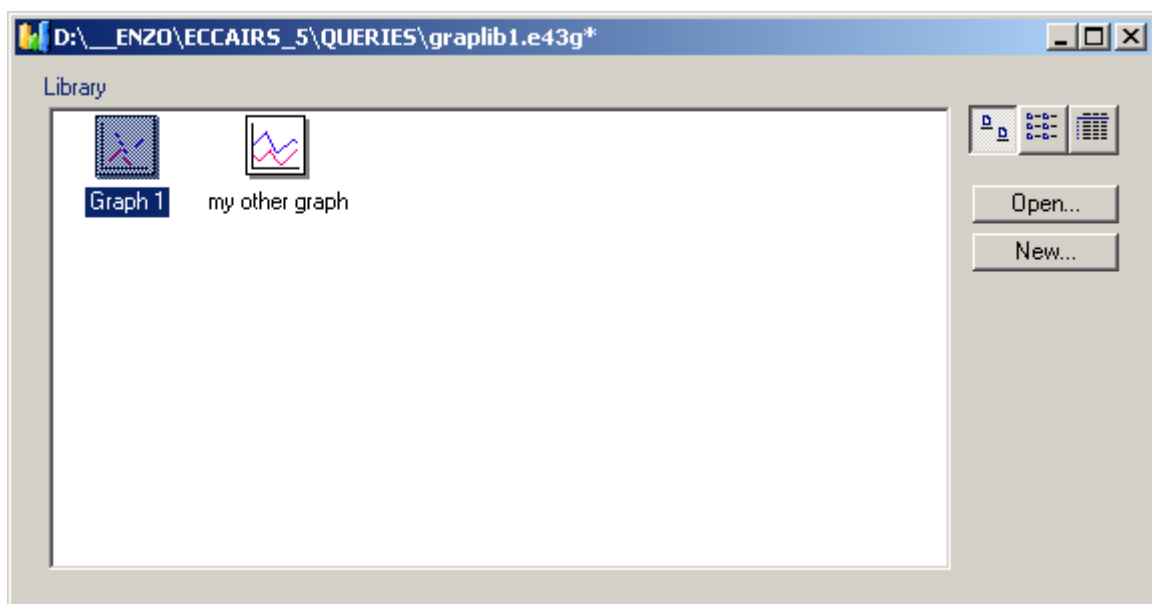 D:\__ENZO\ECCAIRS_5\QUERIES\graplib1.e43g*
Library
Graph 1
my other graph
Open...
New...